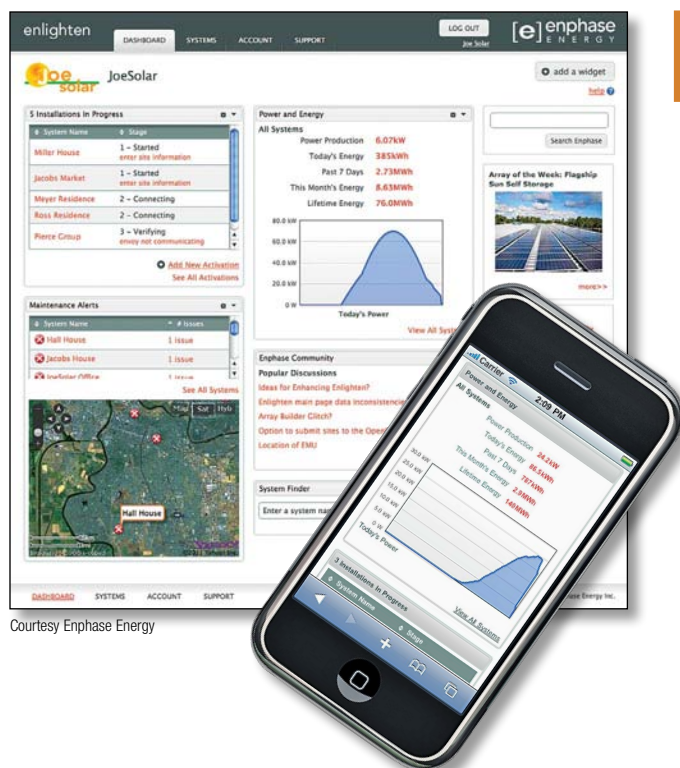 enlighten
DASHBOARD SYSTEMS ACCOUNT SUPPORT
LOG OUT
Joe Solar
[e] enphase
ENERGY
Joe
solar
JoeSolar
add a widget
help
5 Installations In Progress
System Name Stage
Miller House 1 – Started
enter site information
Jacobs Market 1 – Started
enter site information
Meyer Residence 2 – Connecting
Ross Residence 2 – Connecting
Pierce Group 3 – Verifying
envoy not communicating
Add New Activation
See All Activations
Maintenance Alerts
System Name # Issues
Hall House 1 issue
Jacobs House 1 issue
JoeSolar Office 1 issue
See All Systems
Map Sat Hyb
Hall House
Power and Energy
All Systems
Power Production 6.07kW
Today's Energy 385kWh
Past 7 Days 2.73MWh
This Month's Energy 8.63MWh
Lifetime Energy 76.0MWh
80.0 kW
60.0 kW
40.0 kW
20.0 kW
0 W
Today's Power
View All Syste
Enphase Community
Popular Discussions
Ideas for Enhancing Enlighten?
Enlighten main page data inconsistencie
Array Builder Glitch?
Option to submit sites to the Open
Location of EMU
System Finder
Enter a system nam
Search Enphase
Array of the Week: Flagship
Sun Self Storage
more>>
DASHBOARD SYSTEMS ACCOUNT SUPPORT
ase Energy Inc.
Courtesy Enphase Energy
Carrier 2:09 PM
Power and Energy
All Systems
Power Production 24.2kW
Today's Energy 86.5kWh
Past 7 Days 787kWh
This Month's Energy 2.9MWh
Lifetime Energy 140MWh
30.0 kW
25.0 kW
20.0 kW
15.0 kW
10.0 kW
5.0 kW
0 W
Today's Power
View All Systems
3 Installations In Progress
System Name Stage